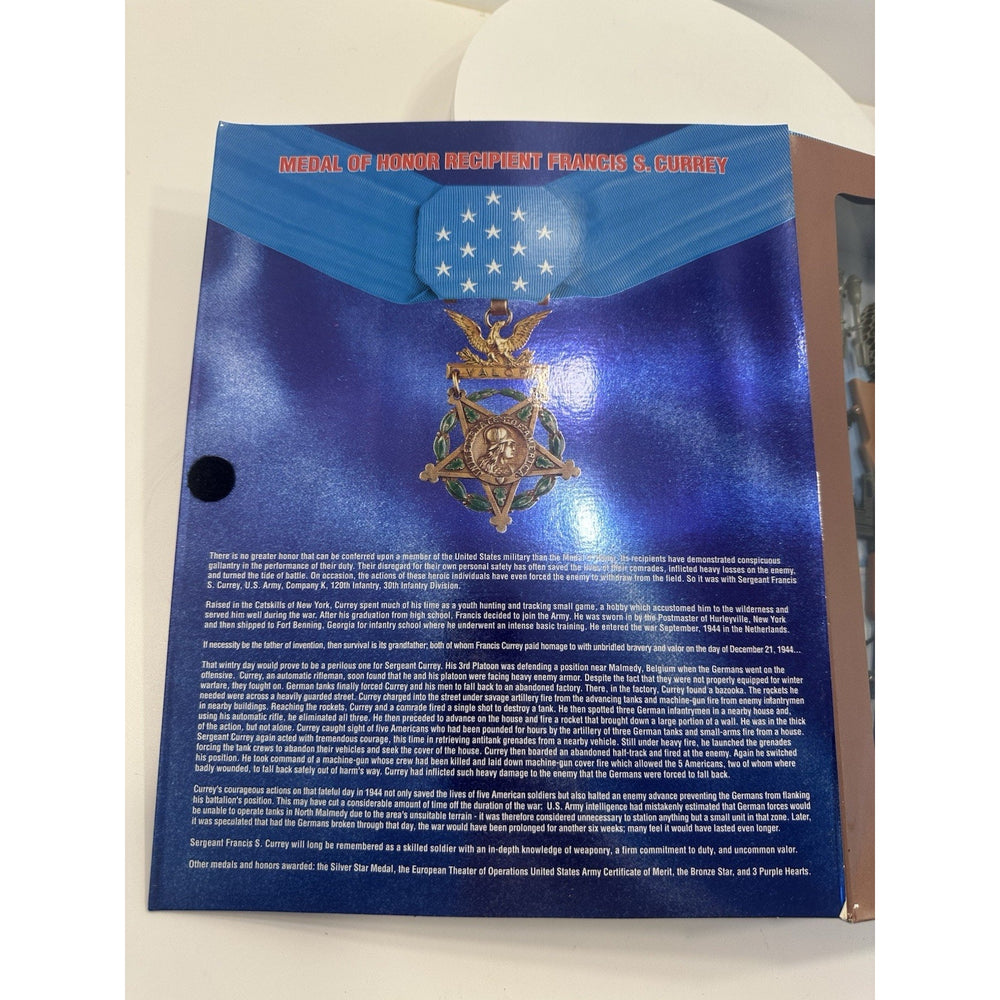 MEDAL OF HONOR RECIPIENT FRANCIS S. CURREY
VALOR
There is no greater honor that can be conferred upon a member of the United States military than the Medal of Honor. Its recipients have demonstrated conspicuous
gallantry in the performance of their duty. Their disregard for their own personal safety has often saved the lives of their comrades, inflicted heavy losses on the enemy,
and turned the tide of battle. On occasion, the actions of these heroic individuals have even forced the enemy to withdraw from the field. So it was with Sergeant Francis
S. Currey, U.S. Army, Company K, 120th Infantry, 30th Infantry Division.
Raised in the Catskills of New York, Currey spent much of his time as a youth hunting and tracking small game, a hobby which accustomed him to the wilderness and
served him well during the war. After his graduation from high school, Francis decided to join the Army. He was sworn in by the Postmaster of Hurleyville, New York
and then shipped to Fort Benning, Georgia for infantry school where he underwent an intense basic training. He entered the war September, 1944 in the Netherlands.
If necessity be the father of invention, then survival is its grandfather; both of whom Francis Currey paid homage to with unbridled bravery and valor on the day of December 21, 1944...
That wintry day would prove to be a perilous one for Sergeant Currey. His 3rd Platoon was defending a position near Malmedy, Belgium when the Germans went on the
offensive. Currey, an automatic rifleman, soon found that he and his platoon were facing heavy enemy armor. Despite the fact that they were not properly equipped for winter
warfare, they fought on. German tanks finally forced Currey and his men to fall back to an abandoned factory. There, in the factory, Currey found a bazooka. The rockets he
needed were across a heavily guarded street. Currey charged into the street under savage artillery fire from the advancing tanks and machine-gun fire from enemy infantrymen
in nearby buildings. Reaching the rockets, Currey and a comrade fired a single shot to destroy a tank. He then spotted three German infantrymen in a nearby house and,
using his automatic rifle, he eliminated all three. He then preceded to advance on the house and fire a rocket that brought down a large portion of a wall. He was in the thick
of the action, but not alone. Currey caught sight of five Americans who had been pounded for hours by the artillery of three German tanks and small-arms fire from a house.
Sergeant Currey again acted with tremendous courage, this time in retrieving antitank grenades from a nearby vehicle. Still under heavy fire, he launched the grenades
forcing the tank crews to abandon their vehicles and seek the cover of the house. Currey then boarded an abandoned half-track and fired at the enemy. Again he switched
his position. He took command of a machine-gun whose crew had been killed and laid down machine-gun cover fire which allowed the 5 Americans, two of whom where
badly wounded, to fall back safely out of harm's way. Currey had inflicted such heavy damage to the enemy that the Germans were forced to fall back.
Currey's courageous actions on that fateful day in 1944 not only saved the lives of five American soldiers but also halted an enemy advance preventing the Germans from flanking
his battalion's position. This may have cut a considerable amount of time off the duration of the war: U.S. Army intelligence had mistakenly estimated that German forces would
be unable to operate tanks in North Malmedy due to the area's unsuitable terrain - it was therefore considered unnecessary to station anything but a small unit in that zone. Later,
it was speculated that had the Germans broken through that day, the war would have been prolonged for another six weeks; many feel it would have lasted even longer.
Sergeant Francis S. Currey will long be remembered as a skilled soldier with an in-depth knowledge of weaponry, a firm commitment to duty, and uncommon valor.
Other medals and honors awarded: the Silver Star Medal, the European Theater of Operations United States Army Certificate of Merit, the Bronze Star, and 3 Purple Hearts.